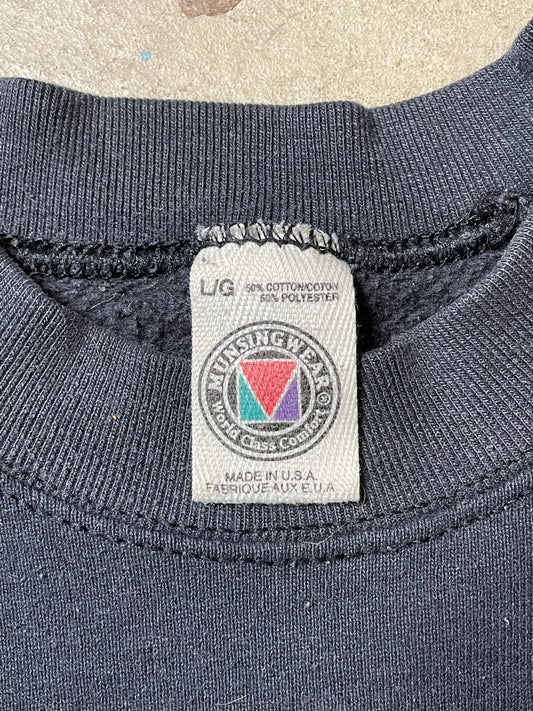 L/G 50% COTTON/COTON
50% POLYESTER
MUNSINGWEAR
World Class Comfort ®
MADE IN U.S.A.
FABRIQUE AUX E.U.A.